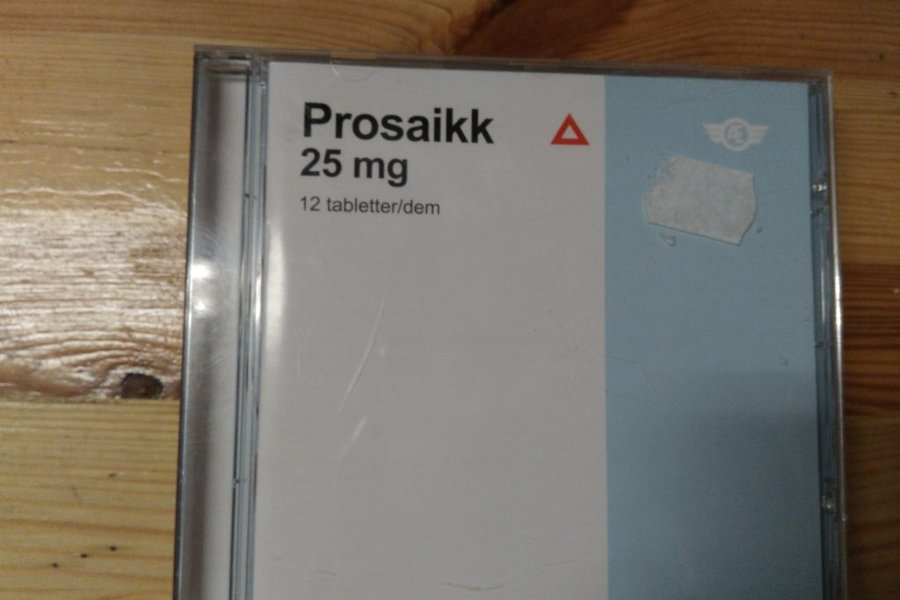 Prosaikk
25 mg
12 tabletter/dem
Æ